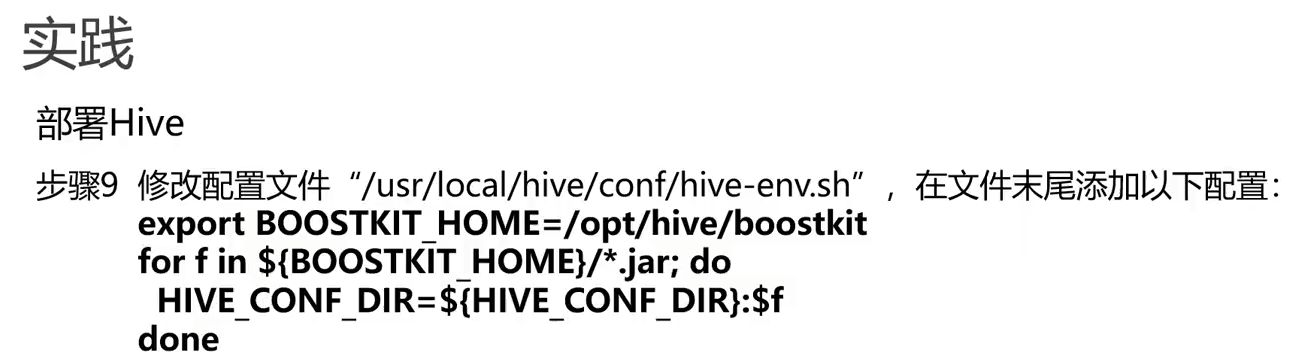 实践
部署Hive
步骤9 修改配置文件“/usr/local/hive/conf/hive-env.sh”，在文件末尾添加以下配置：
export BOOSTKIT_HOME=/opt/hive/boostkit
for f in ${BOOSTKIT_HOME}/*.jar; do
  HIVE_CONF_DIR=${HIVE_CONF_DIR}:$f
done